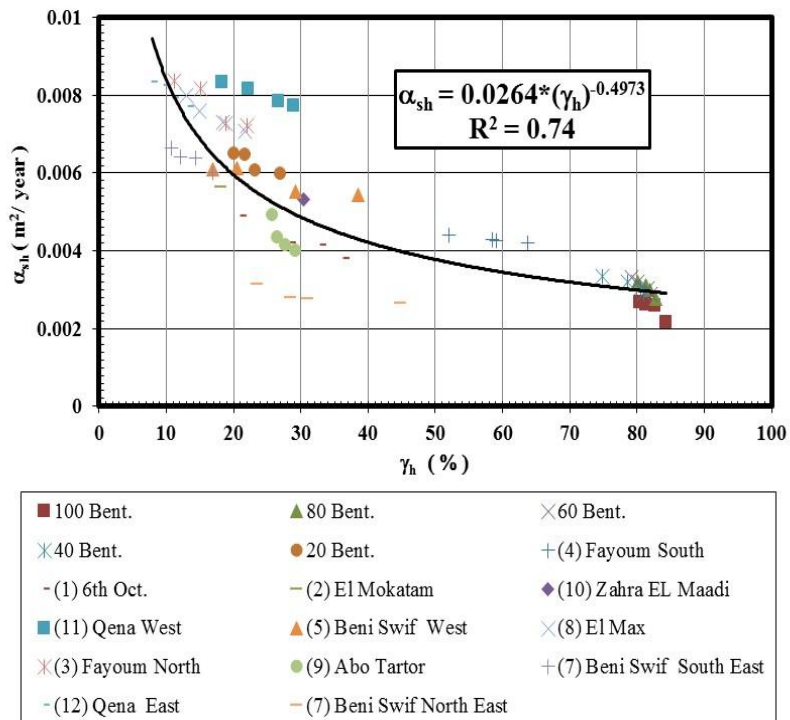 0.01
0.008
0.006
0.004
0.002
0
α_sh ( m²/ year )
α_sh = 0.0264*(γ_h)^-0.4973
R² = 0.74
0 10 20 30 40 50 60 70 80 90 100
γ_h ( % )
100 Bent. 80 Bent. 60 Bent.
40 Bent. 20 Bent. (4) Fayoum South
(1) 6th Oct. (2) El Mokatam (10) Zahra EL Maadi
(11) Qena West (5) Beni Swif West (8) El Max
(3) Fayoum North (9) Abo Tartor (7) Beni Swif South East
(12) Qena East (7) Beni Swif North East